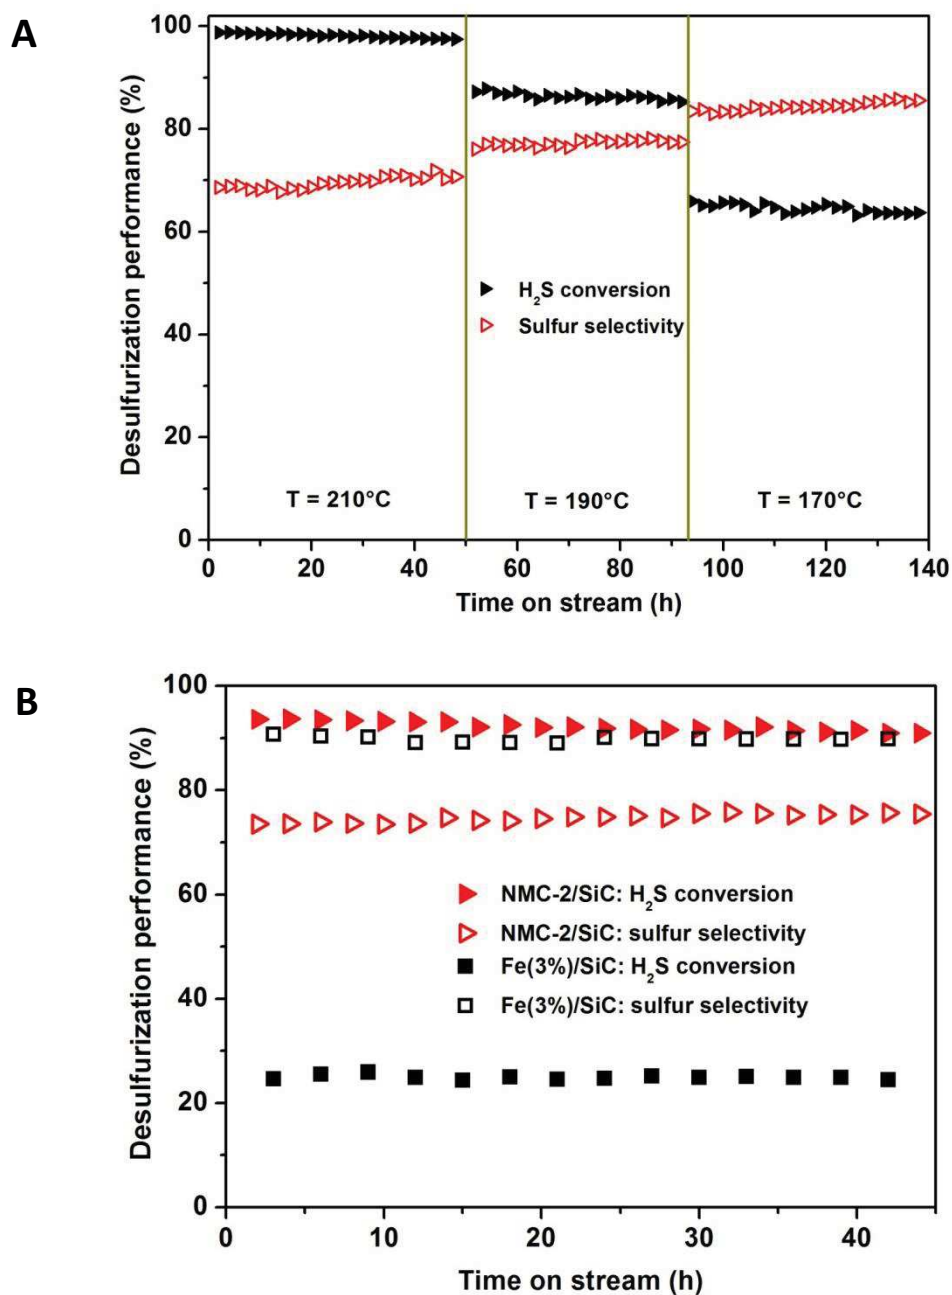 A
Desulfurization performance (%)
100
80
60
40
20
0
H₂S conversion
Sulfur selectivity
T = 210°C
T = 190°C
T = 170°C
0
20
40
60
80
100
120
140
Time on stream (h)
B
Desulfurization performance (%)
100
80
60
40
20
0
NMC-2/SiC: H₂S conversion
NMC-2/SiC: sulfur selectivity
Fe(3%)/SiC: H₂S conversion
Fe(3%)/SiC: sulfur selectivity
0
10
20
30
40
Time on stream (h)